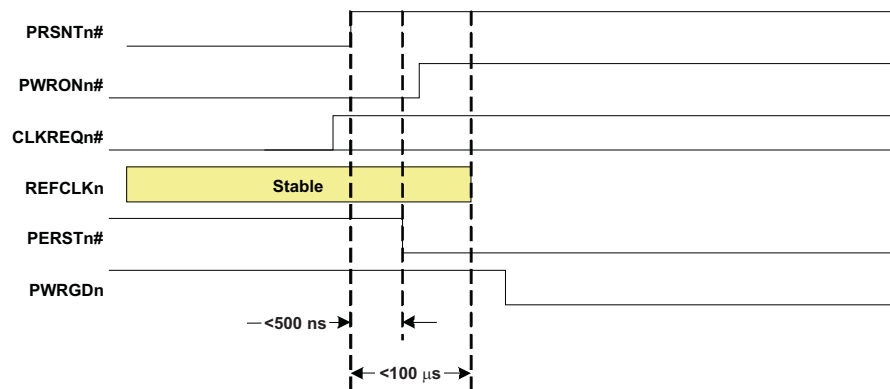 PRSNTn#
PWRONn#
CLKREQn#
REFCLKn
Stable
PERSTn#
PWRGDn
<500 ns
<100 μs